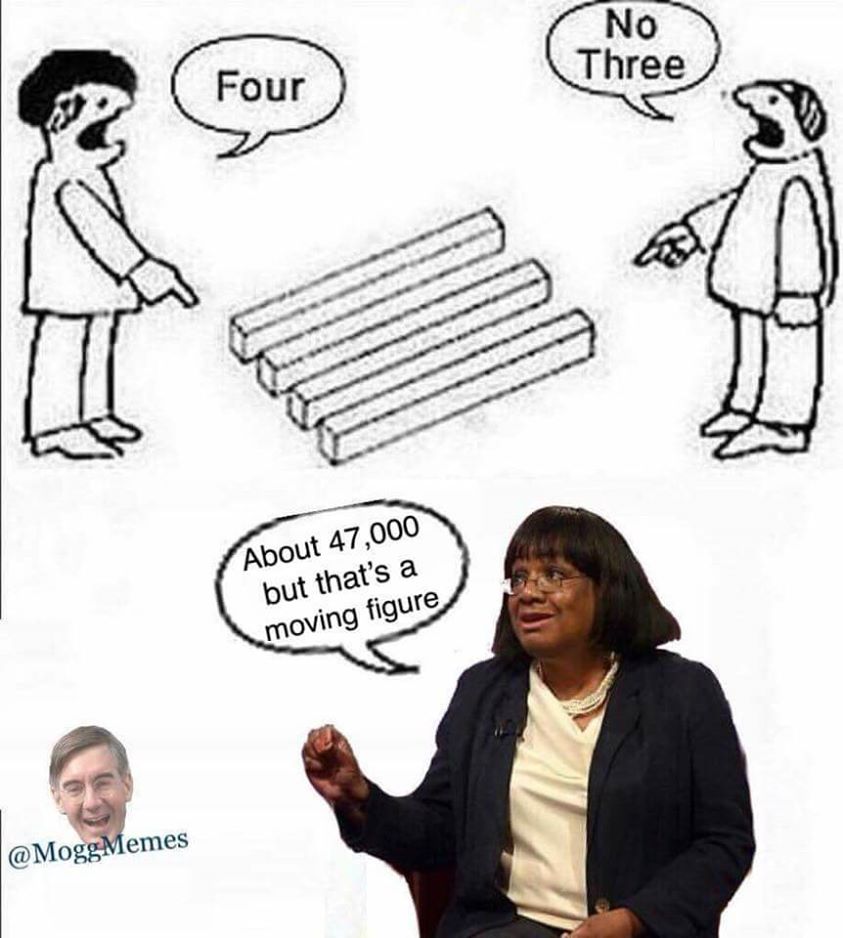 Four
No
Three
About 47,000
but that's a
moving figure
@MoggMemes